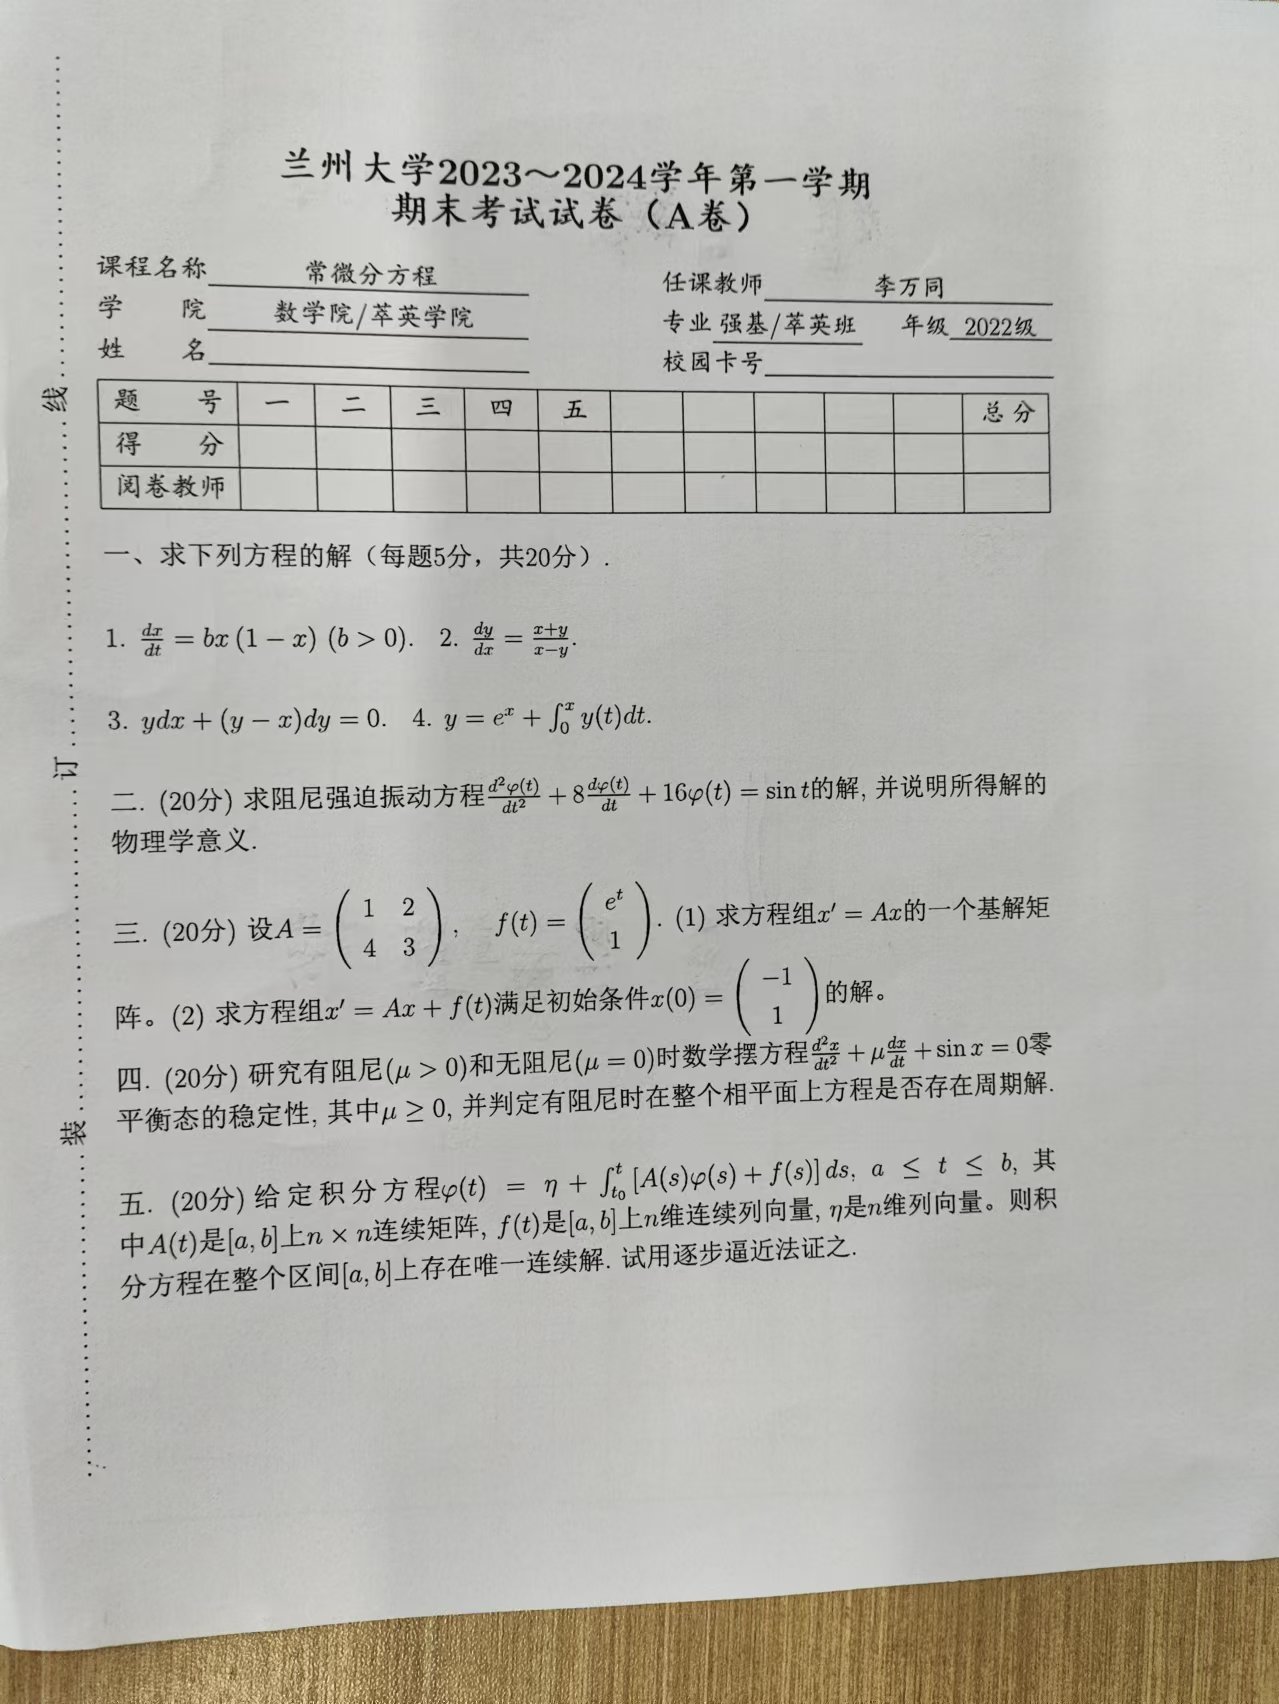 兰州大学2023～2024学年第一学期
期末考试试卷（A卷）
课程名称 常微分方程 任课教师 李万同
学 院 数学院/萃英学院 专业 强基/萃英班 年级 2022级
姓 名 校园卡号
题 号 一 二 三 四 五 总分
得 分
阅卷教师
一、求下列方程的解（每题5分，共20分）.
1. $\frac{dx}{dt} = bx(1-x)\ (b>0)$. 2. $\frac{dy}{dx} = \frac{x+y}{x-y}$.
3. $ydx + (y-x)dy = 0$. 4. $y = e^x + \int_0^x y(t)dt$.
二. (20分) 求阻尼强迫振动方程$\frac{d^2\varphi(t)}{dt^2} + 8\frac{d\varphi(t)}{dt} + 16\varphi(t) = \sin t$的解, 并说明所得解的
物理学意义.
三. (20分) 设$A = \begin{pmatrix} 1 & 2 \\ 4 & 3 \end{pmatrix}$, $f(t) = \begin{pmatrix} e^t \\ 1 \end{pmatrix}$. (1) 求方程组$x' = Ax$的一个基解矩
阵。(2) 求方程组$x' = Ax + f(t)$满足初始条件$x(0) = \begin{pmatrix} -1 \\ 1 \end{pmatrix}$的解。
四. (20分) 研究有阻尼($\mu > 0$)和无阻尼($\mu = 0$)时数学摆方程$\frac{d^2x}{dt^2} + \mu\frac{dx}{dt} + \sin x = 0$零
平衡态的稳定性, 其中$\mu \geq 0$, 并判定有阻尼时在整个相平面上方程是否存在周期解.
五. (20分) 给定积分方程$\varphi(t) = \eta + \int_{t_0}^t [A(s)\varphi(s) + f(s)]ds$, $a \leq t \leq b$, 其
中$A(t)$是$[a,b]$上$n \times n$连续矩阵, $f(t)$是$[a,b]$上$n$维连续列向量, $\eta$是$n$维列向量。则积
分方程在整个区间$[a,b]$上存在唯一连续解. 试用逐步逼近法证之.
线
订
装